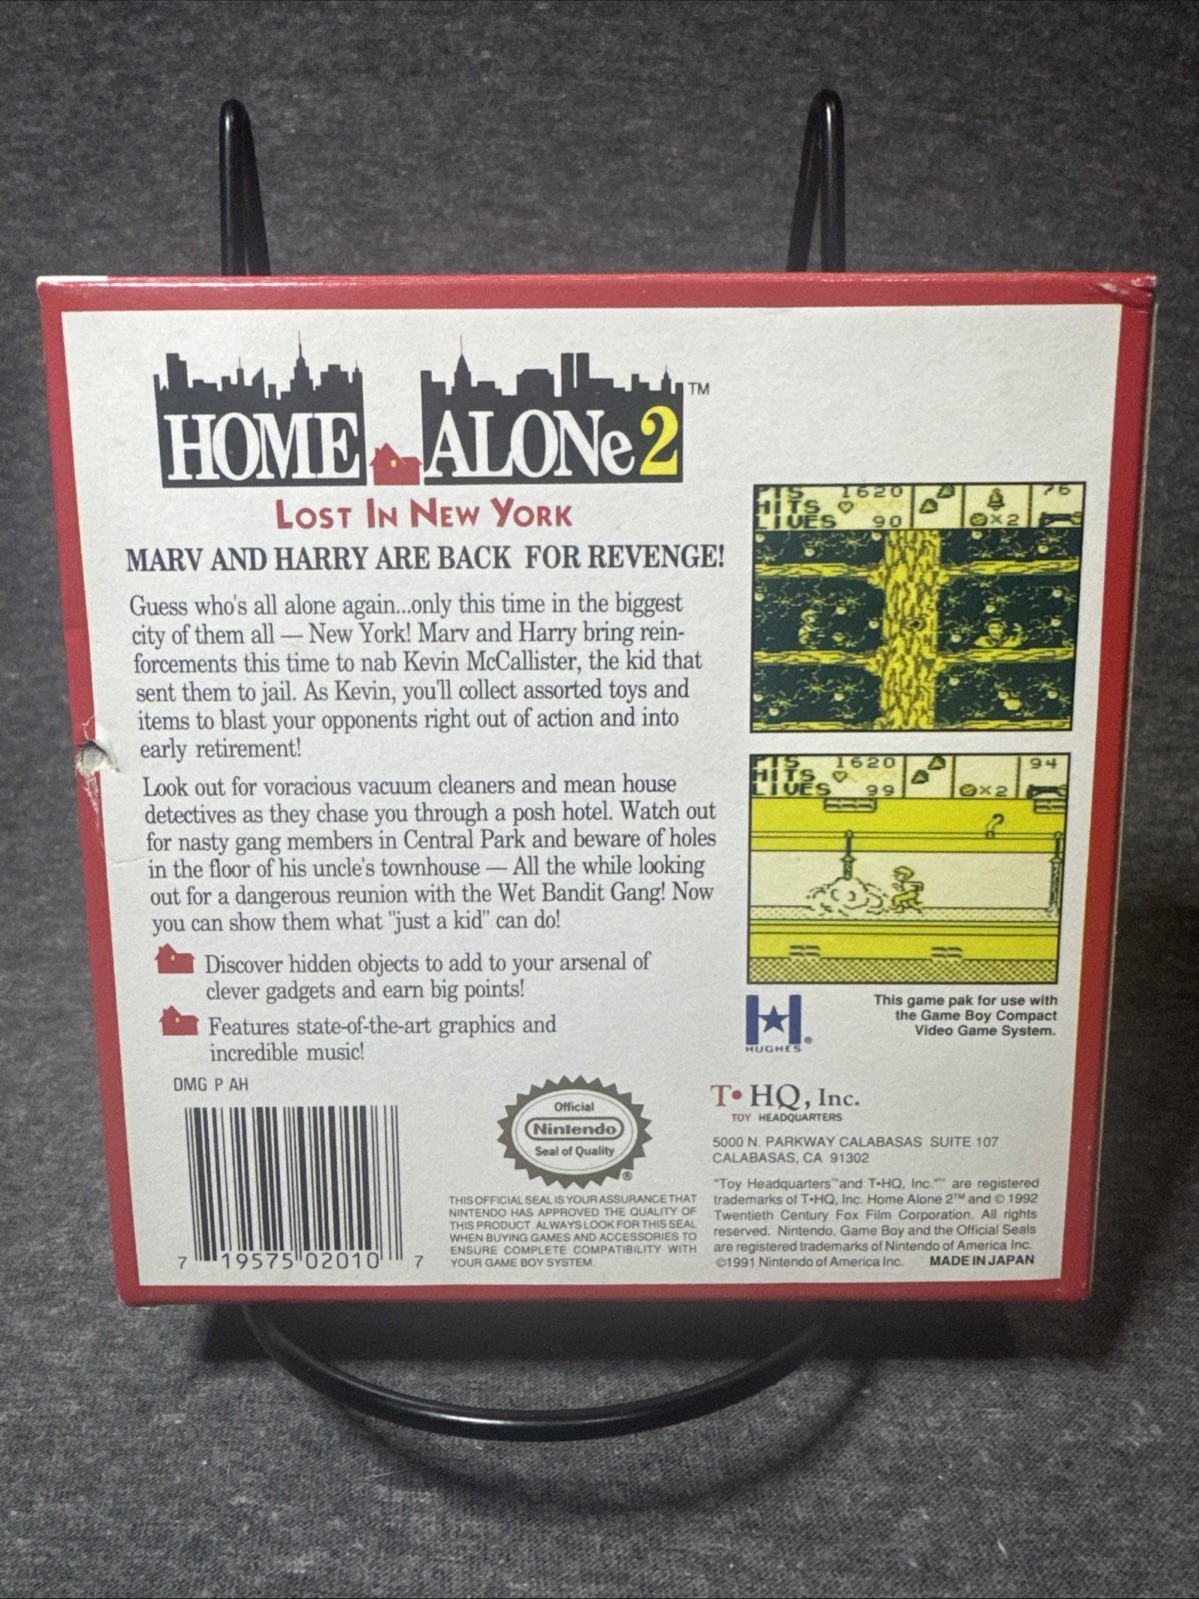 HOME ALONe 2 ™
LOST IN NEW YORK
MARV AND HARRY ARE BACK FOR REVENGE!
Guess who's all alone again...only this time in the biggest
city of them all — New York! Marv and Harry bring rein-
forcements this time to nab Kevin McCallister, the kid that
sent them to jail. As Kevin, you'll collect assorted toys and
items to blast your opponents right out of action and into
early retirement!
Look out for voracious vacuum cleaners and mean house
detectives as they chase you through a posh hotel. Watch out
for nasty gang members in Central Park and beware of holes
in the floor of his uncle's townhouse — All the while looking
out for a dangerous reunion with the Wet Bandit Gang! Now
you can show them what "just a kid" can do!
Discover hidden objects to add to your arsenal of
clever gadgets and earn big points!
Features state-of-the-art graphics and
incredible music!
DMG P AH
7 19575 02010 7
PTS 1620 76
HITS
LIVES 90 ×2
PTS 1620 94
HITS
LIVES 99 ×2
H
HUGHES ®
This game pak for use with
the Game Boy Compact
Video Game System.
Official
Nintendo
Seal of Quality
®
THIS OFFICIAL SEAL IS YOUR ASSURANCE THAT
NINTENDO HAS APPROVED THE QUALITY OF
THIS PRODUCT. ALWAYS LOOK FOR THIS SEAL
WHEN BUYING GAMES AND ACCESSORIES TO
ENSURE COMPLETE COMPATIBILITY WITH
YOUR GAME BOY SYSTEM.
T•HQ, Inc.
TOY HEADQUARTERS
5000 N. PARKWAY CALABASAS SUITE 107
CALABASAS, CA 91302
"Toy Headquarters™ and T•HQ, Inc."™ are registered
trademarks of T•HQ, Inc. Home Alone 2™ and © 1992
Twentieth Century Fox Film Corporation. All rights
reserved. Nintendo, Game Boy and the Official Seals
are registered trademarks of Nintendo of America Inc.
©1991 Nintendo of America Inc. MADE IN JAPAN